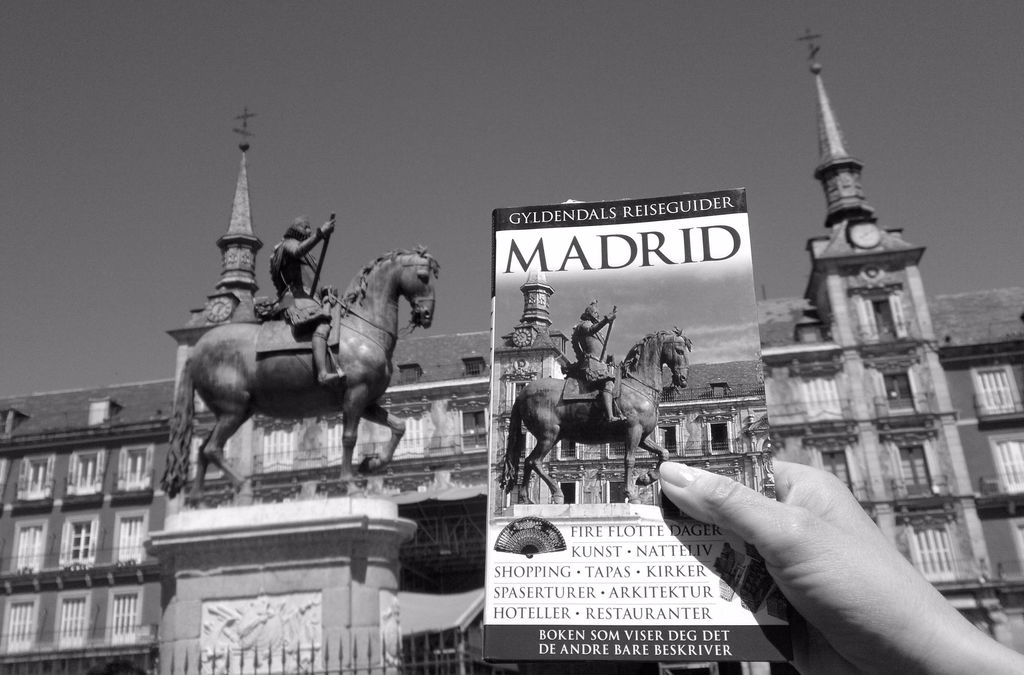 GYLDENDALS REISEGUIDER
MADRID
FIRE FLOTTE DAGER
KUNST • NATTELIV
SHOPPING • TAPAS • KIRKER
SPASERTURER • ARKITEKTUR
HOTELLER • RESTAURANTER
BOKEN SOM VISER DEG DET
DE ANDRE BARE BESKRIVER